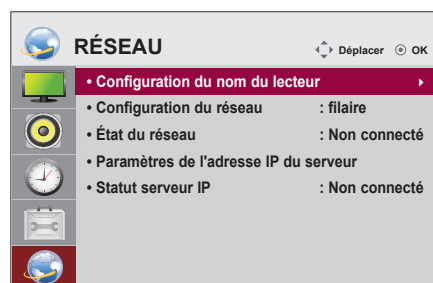 RÉSEAU
Déplacer OK
• Configuration du nom du lecteur
• Configuration du réseau : filaire
• État du réseau : Non connecté
• Paramètres de l'adresse IP du serveur
• Statut serveur IP : Non connecté